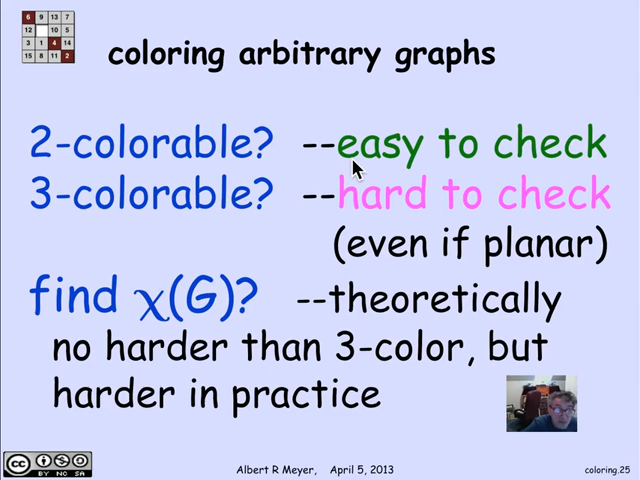 6 9 13 7
12 10 5
3 1 4 14
15 8 11 2
coloring arbitrary graphs
2-colorable? --easy to check
3-colorable? --hard to check
(even if planar)
find χ(G)? --theoretically
no harder than 3-color, but
harder in practice
cc BY NC SA
Albert R Meyer, April 5, 2013
coloring.25